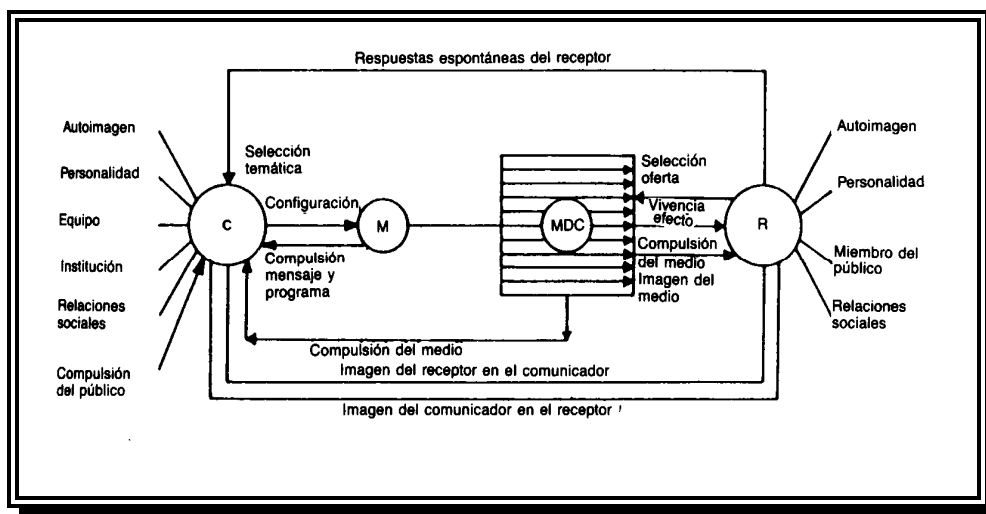 Respuestas espontáneas del receptor
Autoimagen
Personalidad
Equipo
Institución
Relaciones
sociales
Compulsión
del público
Selección
temática
C
Configuración
M
Compulsión
mensaje y
programa
MDC
Selección
oferta
Vivencia
efecto
Compulsión
del medio
Imagen del
medio
R
Autoimagen
Personalidad
Miembro del
público
Relaciones
sociales
Compulsión del medio
Imagen del receptor en el comunicador
Imagen del comunicador en el receptor